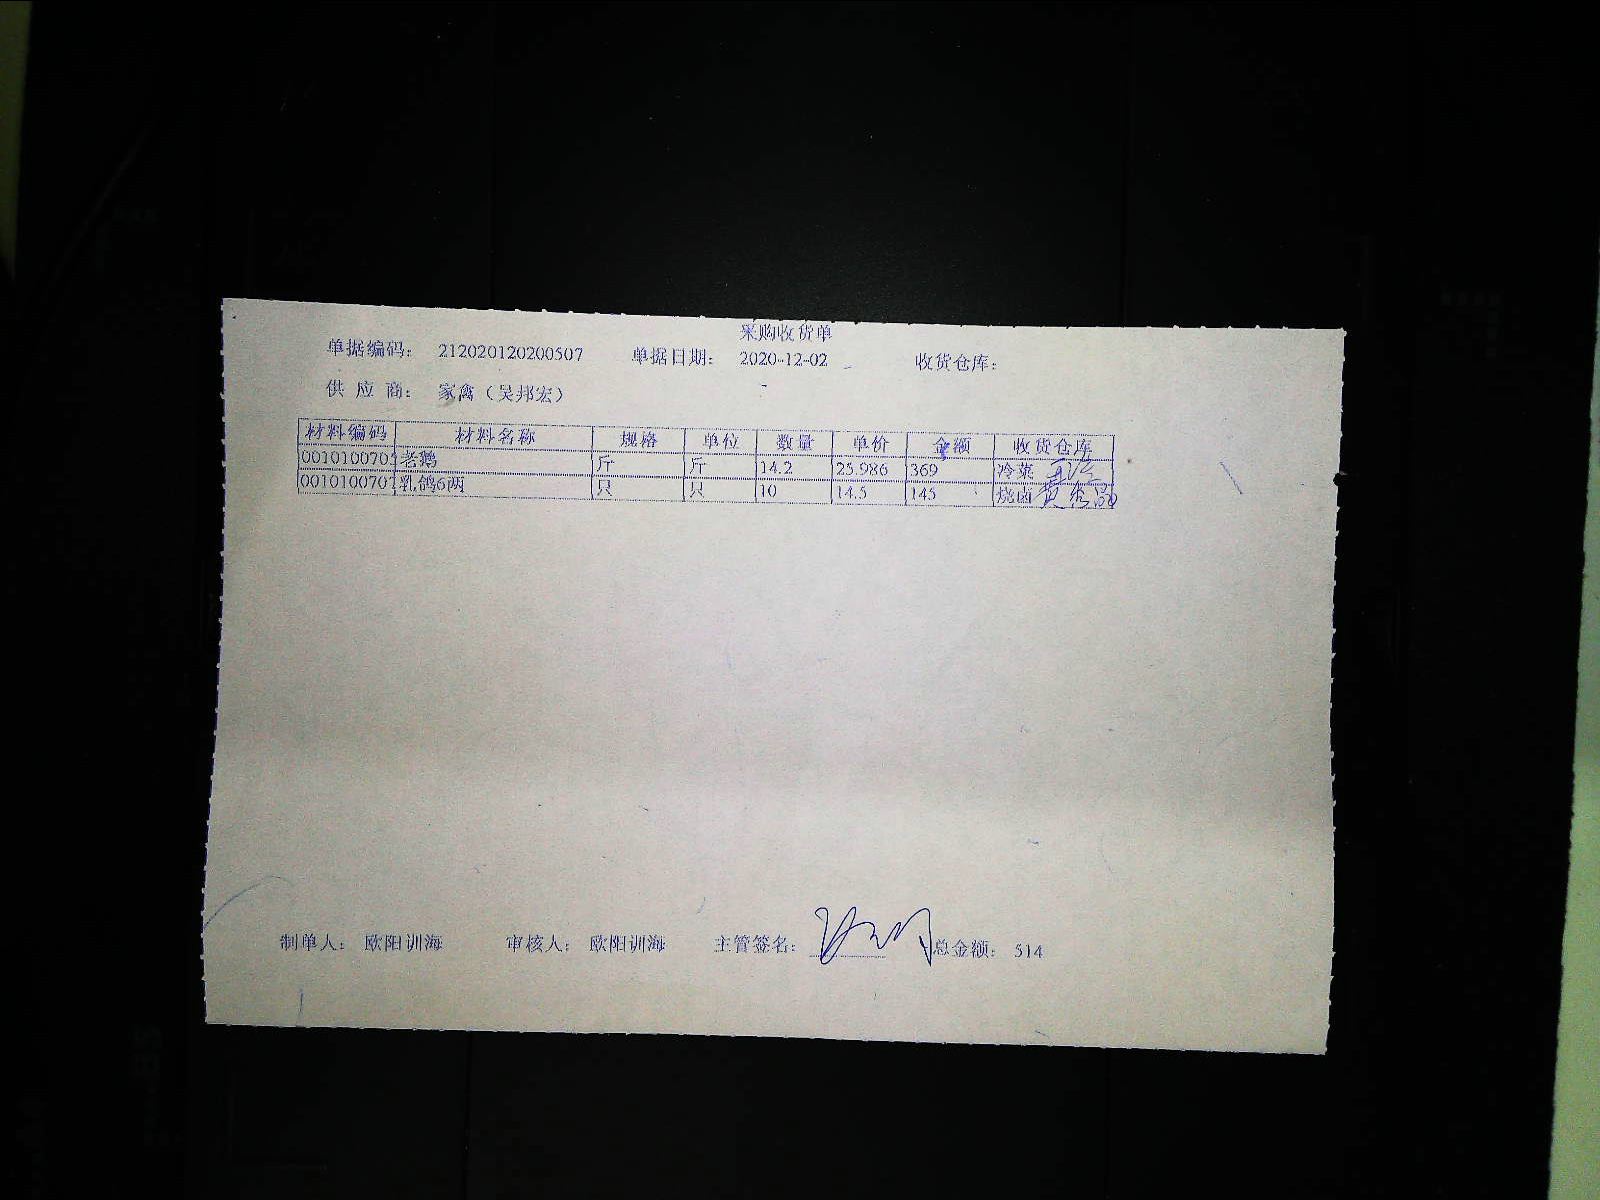 采购收货单
单据编码： 212020120200507 单据日期： 2020-12-02 收货仓库：
供 应 商： 家禽（吴邦宏）
材料编码 材料名称 规格 单位 数量 单价 金额 收货仓库
0010100705 老鹅 斤 斤 14.2 25.986 369 冷菜
0010100707 乳鸽6两 只 只 10 14.5 145 烧卤
制单人： 欧阳训海 审核人： 欧阳训海 主管签名： 总金额： 514